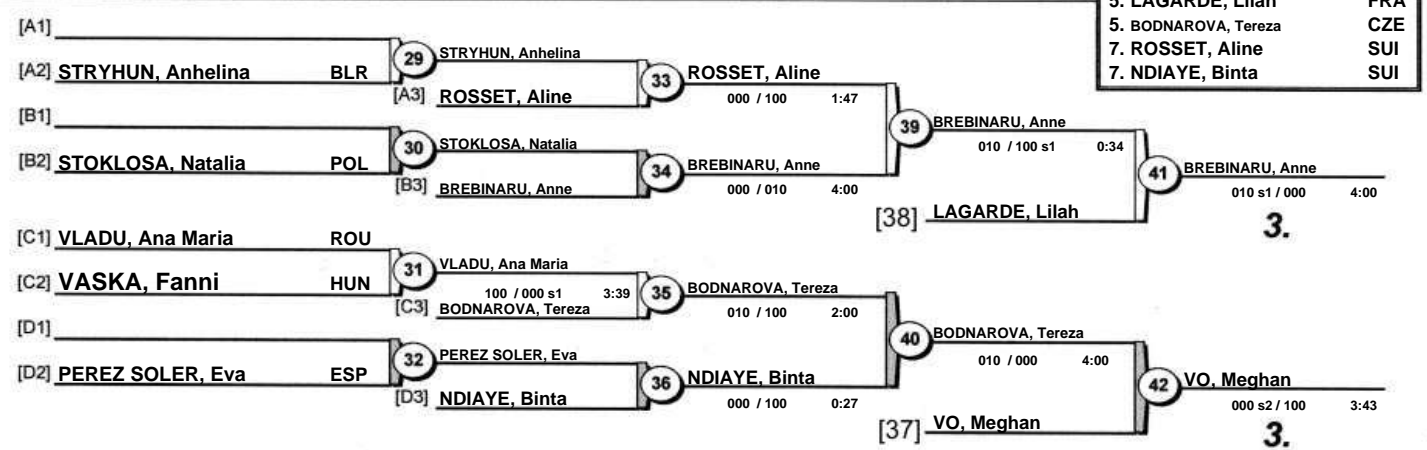 5. LAGARDE, Lilah FRA
5. BODNAROVA, Tereza CZE
7. ROSSET, Aline SUI
7. NDIAYE, Binta SUI
[A1]
[A2] STRYHUN, Anhelina BLR
29
STRYHUN, Anhelina
[A3] ROSSET, Aline
33
ROSSET, Aline
000 / 100 1:47
[B1]
[B2] STOKLOSA, Natalia POL
30
STOKLOSA, Natalia
[B3] BREBINARU, Anne
34
BREBINARU, Anne
000 / 010 4:00
39
BREBINARU, Anne
010 / 100 s1 0:34
[38] LAGARDE, Lilah
41
BREBINARU, Anne
010 s1 / 000 4:00
3.
[C1] VLADU, Ana Maria ROU
[C2] VASKA, Fanni HUN
31
VLADU, Ana Maria
100 / 000 s1 3:39
[C3] BODNAROVA, Tereza
35
BODNAROVA, Tereza
010 / 100 2:00
[D1]
[D2] PEREZ SOLER, Eva ESP
32
PEREZ SOLER, Eva
[D3] NDIAYE, Binta
36
NDIAYE, Binta
000 / 100 0:27
40
BODNAROVA, Tereza
010 / 000 4:00
[37] VO, Meghan
42
VO, Meghan
000 s2 / 100 3:43
3.